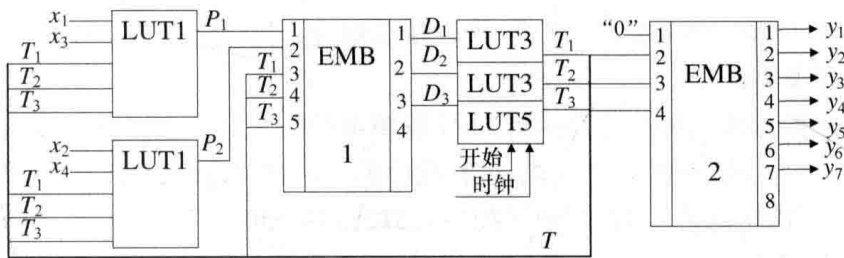 x₁
x₃
T₁
T₂
T₃
LUT1
P₁
x₂
x₄
T₁
T₂
T₃
LUT1
P₂
T₁
T₂
T₃
1
2
3
4
5
EMB
1
1
2
3
4
D₁
D₂
D₃
LUT3
LUT3
LUT5
开始
时钟
T₁
T₂
T₃
T
“0”
1
2
3
4
EMB
2
1
2
3
4
5
6
7
8
y₁
y₂
y₃
y₄
y₅
y₆
y₇